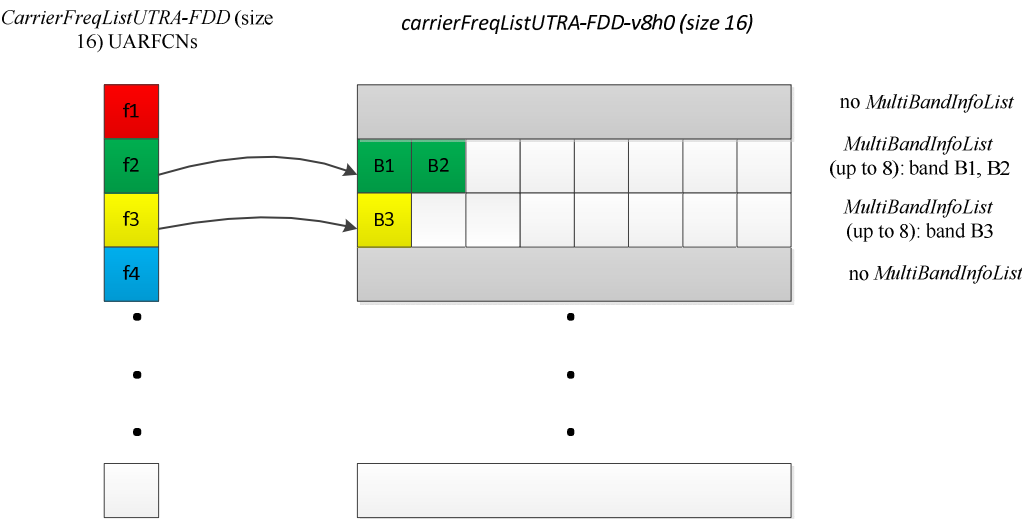 CarrierFreqListUTRA-FDD (size
16) UARFCNs
carrierFreqListUTRA-FDD-v8h0 (size 16)
f1
no MultiBandInfoList
f2
B1 B2
MultiBandInfoList
(up to 8): band B1, B2
f3
B3
MultiBandInfoList
(up to 8): band B3
f4
no MultiBandInfoList